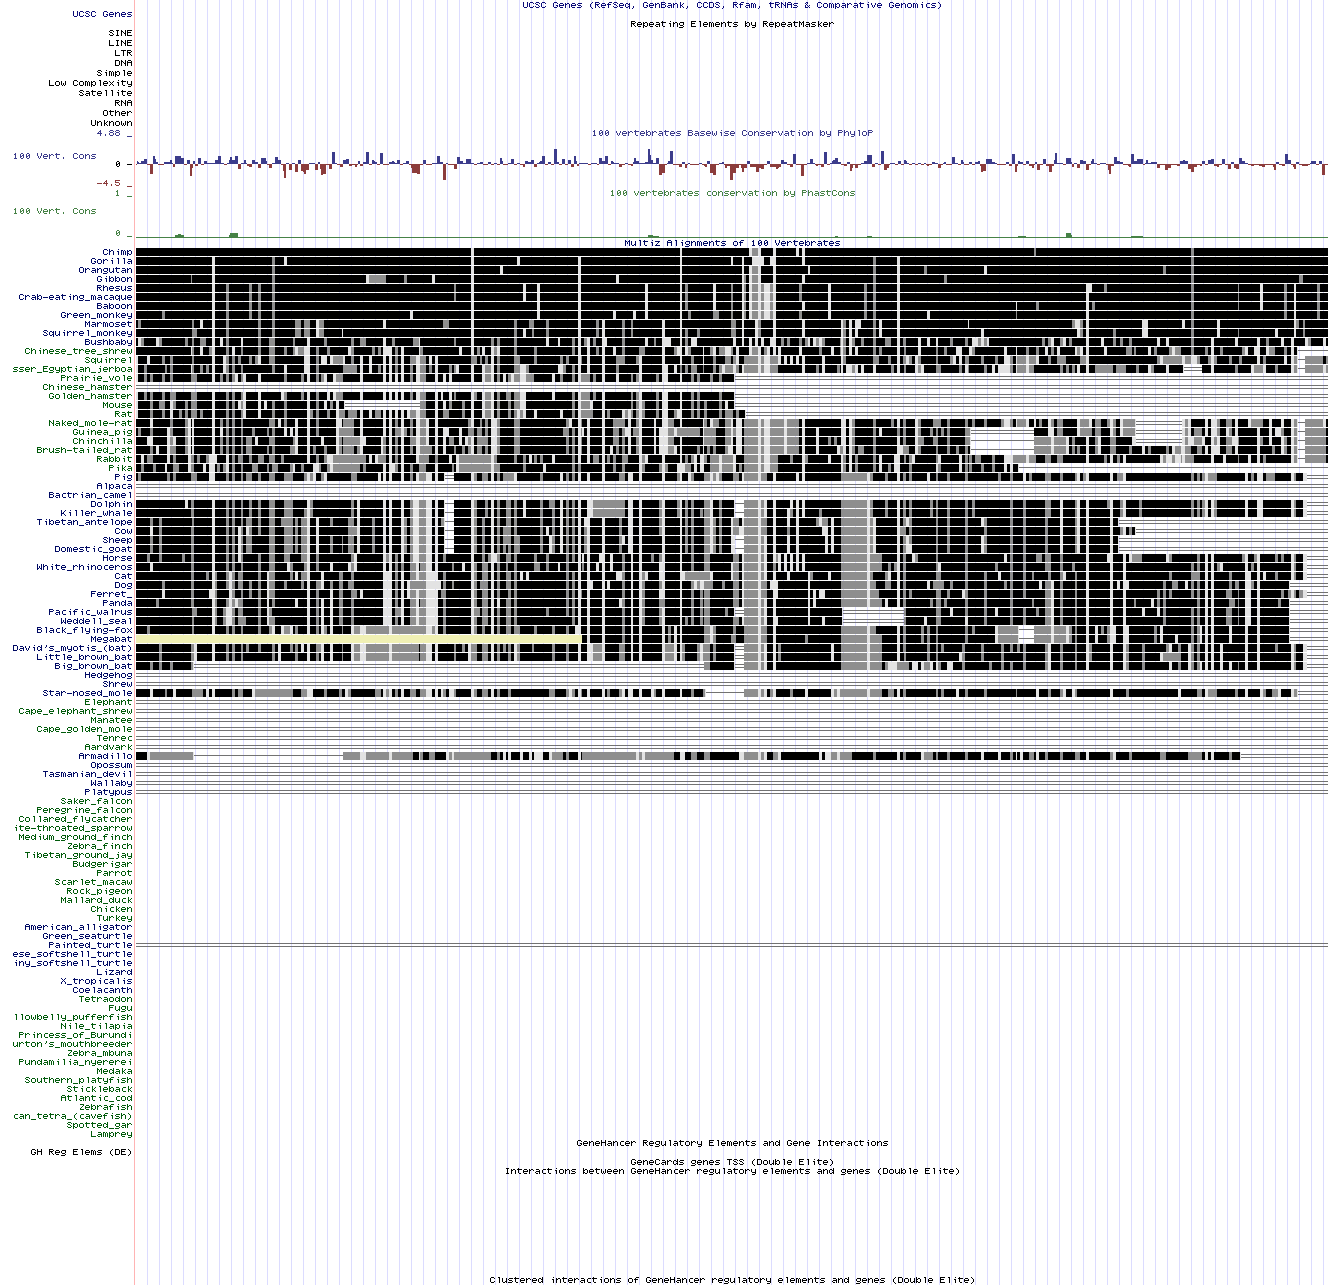 UCSC Genes (RefSeq, GenBank, CCDS, Rfam, tRNAs & Comparative Genomics)
UCSC Genes
Repeating Elements by RepeatMasker
SINE
LINE
LTR
DNA
Simple
Low Complexity
Satellite
RNA
Other
Unknown
4.88 _
100 vertebrates Basewise Conservation by PhyloP
100 Vert. Cons
0 _
-4.5 _
1 _
100 vertebrates conservation by PhastCons
100 Vert. Cons
0 _
Multiz Alignments of 100 Vertebrates
Chimp
Gorilla
Orangutan
Gibbon
Rhesus
Crab-eating_macaque
Baboon
Green_monkey
Marmoset
Squirrel_monkey
Bushbaby
Chinese_tree_shrew
Squirrel
sser_Egyptian_jerboa
Prairie_vole
Chinese_hamster
Golden_hamster
Mouse
Rat
Naked_mole-rat
Guinea_pig
Chinchilla
Brush-tailed_rat
Rabbit
Pika
Pig
Alpaca
Bactrian_camel
Dolphin
Killer_whale
Tibetan_antelope
Cow
Sheep
Domestic_goat
Horse
White_rhinoceros
Cat
Dog
Ferret_
Panda
Pacific_walrus
Weddell_seal
Black_flying-fox
Megabat
David's_myotis_(bat)
Little_brown_bat
Big_brown_bat
Hedgehog
Shrew
Star-nosed_mole
Elephant
Cape_elephant_shrew
Manatee
Cape_golden_mole
Tenrec
Aardvark
Armadillo
Opossum
Tasmanian_devil
Wallaby
Platypus
Saker_falcon
Peregrine_falcon
Collared_flycatcher
ite-throated_sparrow
Medium_ground_finch
Zebra_finch
Tibetan_ground_jay
Budgerigar
Parrot
Scarlet_macaw
Rock_pigeon
Mallard_duck
Chicken
Turkey
American_alligator
Green_seaturtle
Painted_turtle
ese_softshell_turtle
iny_softshell_turtle
Lizard
X_tropicalis
Coelacanth
Tetraodon
Fugu
llowbelly_pufferfish
Nile_tilapia
Princess_of_Burundi
urton's_mouthbreeder
Zebra_mbuna
Pundamilia_nyererei
Medaka
Southern_platyfish
Stickleback
Atlantic_cod
Zebrafish
can_tetra_(cavefish)
Spotted_gar
Lamprey
GeneHancer Regulatory Elements and Gene Interactions
GH Reg Elems (DE)
GeneCards genes TSS (Double Elite)
Interactions between GeneHancer regulatory elements and genes (Double Elite)
Clustered interactions of GeneHancer regulatory elements and genes (Double Elite)